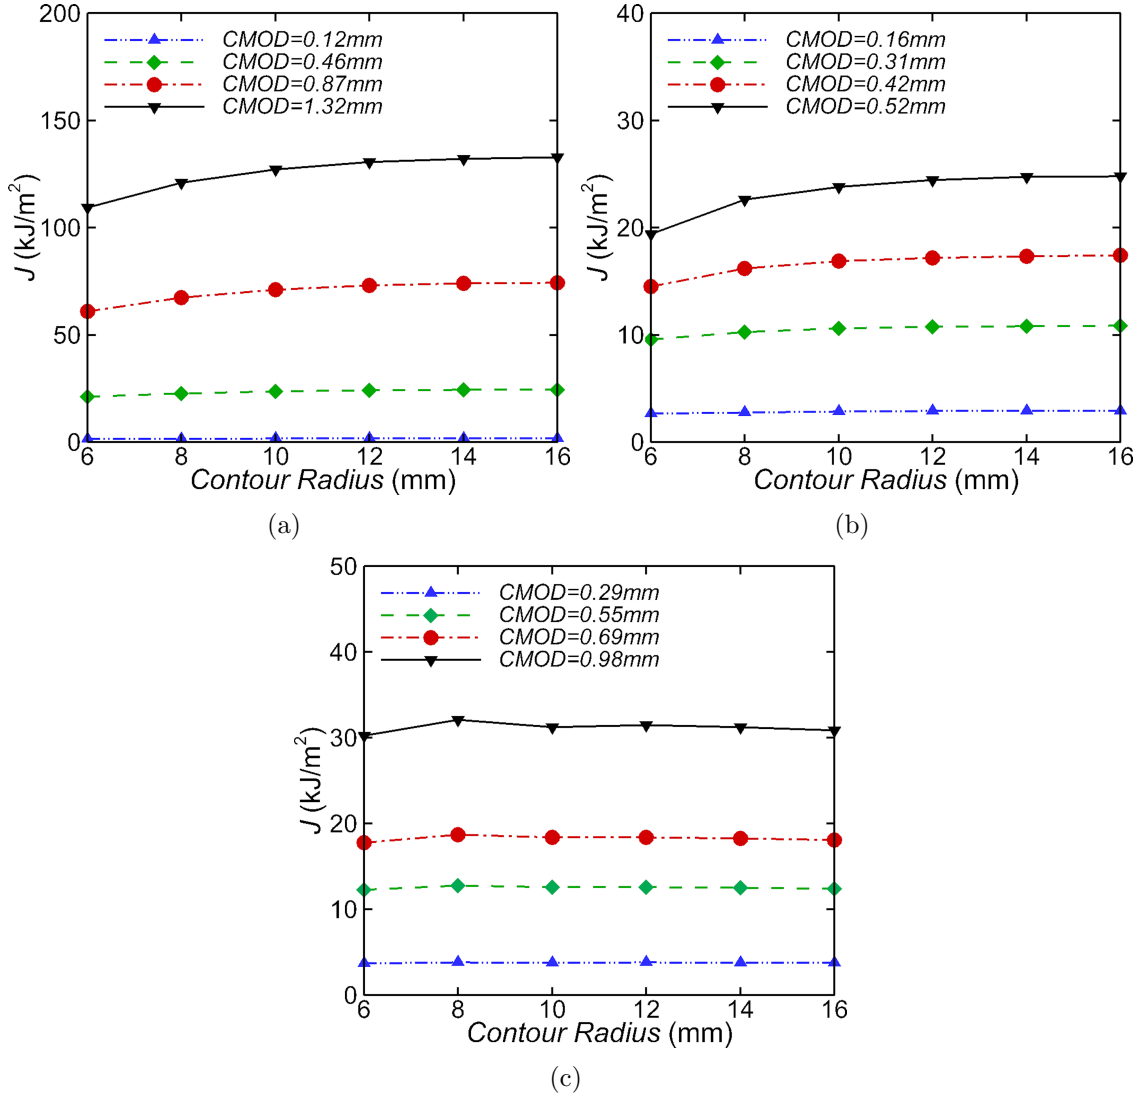 200
150
100
50
0
J (kJ/m²)
CMOD=0.12mm
CMOD=0.46mm
CMOD=0.87mm
CMOD=1.32mm
6 8 10 12 14 16
Contour Radius (mm)
(a)
40
30
20
10
0
J (kJ/m²)
CMOD=0.16mm
CMOD=0.31mm
CMOD=0.42mm
CMOD=0.52mm
6 8 10 12 14 16
Contour Radius (mm)
(b)
50
40
30
20
10
0
J (kJ/m²)
CMOD=0.29mm
CMOD=0.55mm
CMOD=0.69mm
CMOD=0.98mm
6 8 10 12 14 16
Contour Radius (mm)
(c)